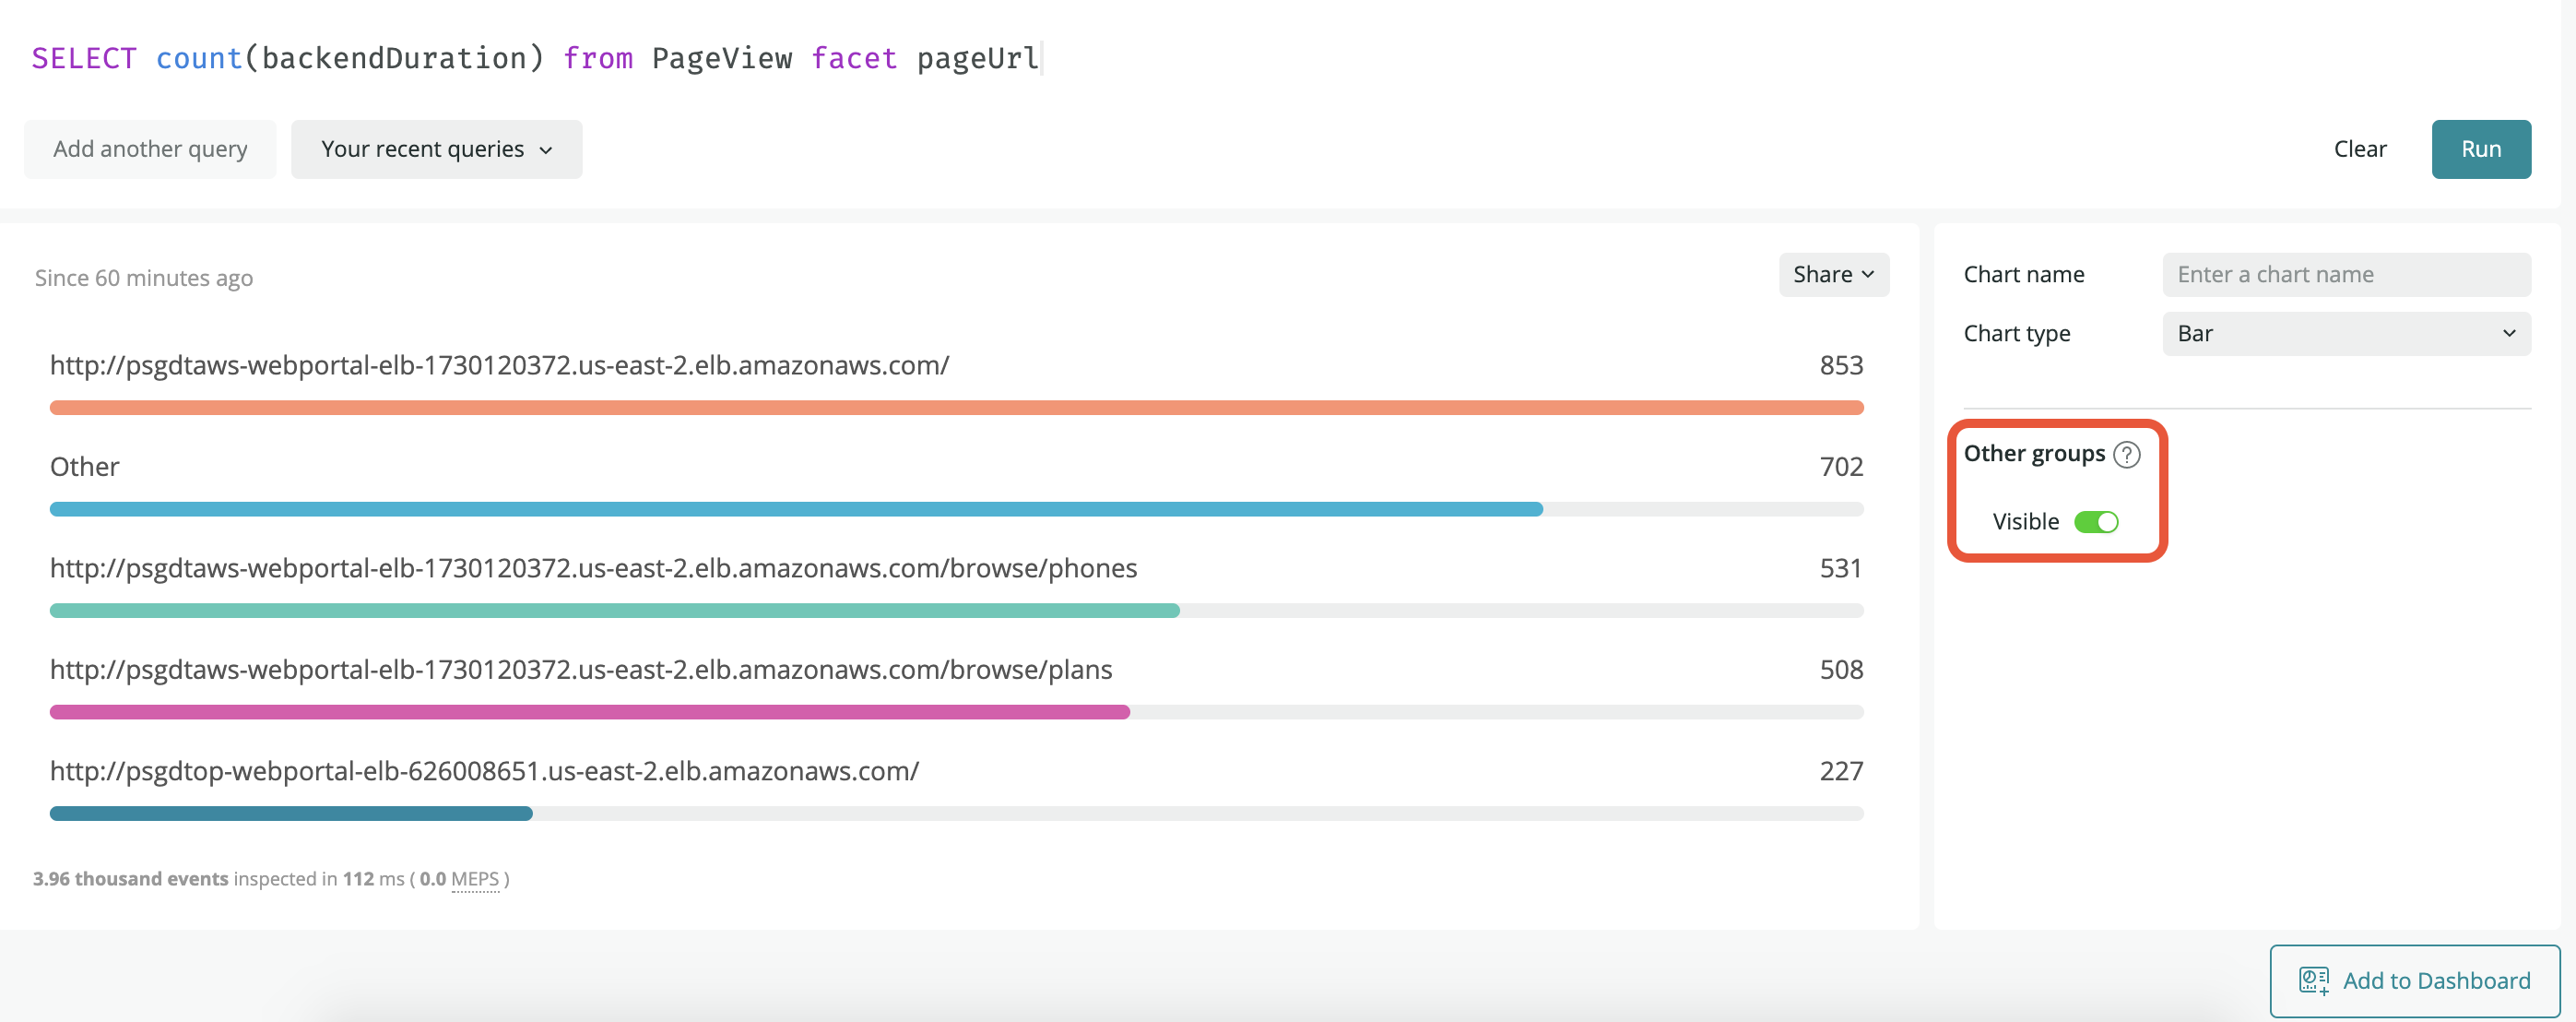 SELECT count(backendDuration) from PageView facet pageUrl
Add another query
Your recent queries
Clear
Run
Since 60 minutes ago
Share
http://psgdtaws-webportal-elb-1730120372.us-east-2.elb.amazonaws.com/ 853
Other 702
http://psgdtaws-webportal-elb-1730120372.us-east-2.elb.amazonaws.com/browse/phones 531
http://psgdtaws-webportal-elb-1730120372.us-east-2.elb.amazonaws.com/browse/plans 508
http://psgdtop-webportal-elb-626008651.us-east-2.elb.amazonaws.com/ 227
3.96 thousand events inspected in 112 ms ( 0.0 MEPS )
Chart name Enter a chart name
Chart type Bar
Other groups ?
Visible
Add to Dashboard